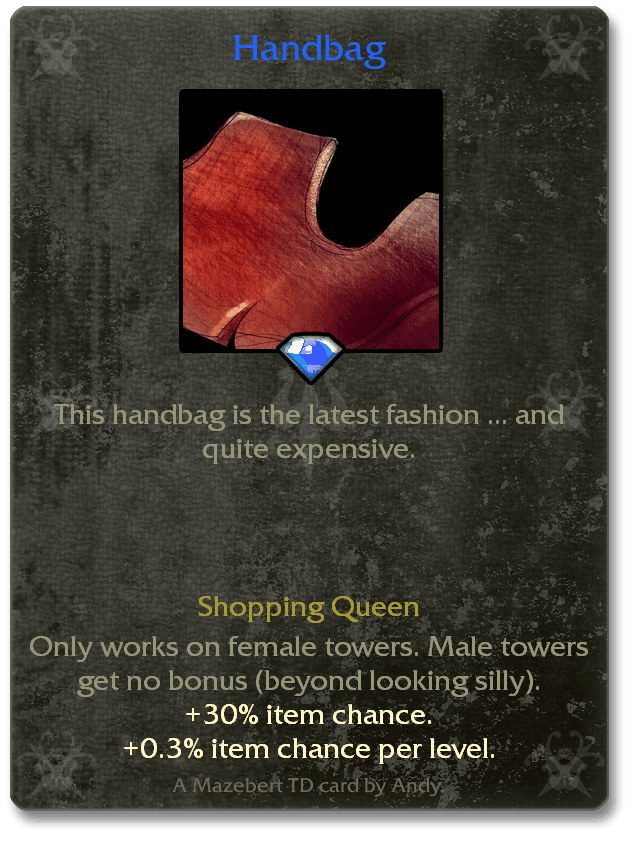 Handbag
This handbag is the latest fashion ... and
quite expensive.
Shopping Queen
Only works on female towers. Male towers
get no bonus (beyond looking silly).
+30% item chance.
+0.3% item chance per level.
A Mazebert TD card by Andy